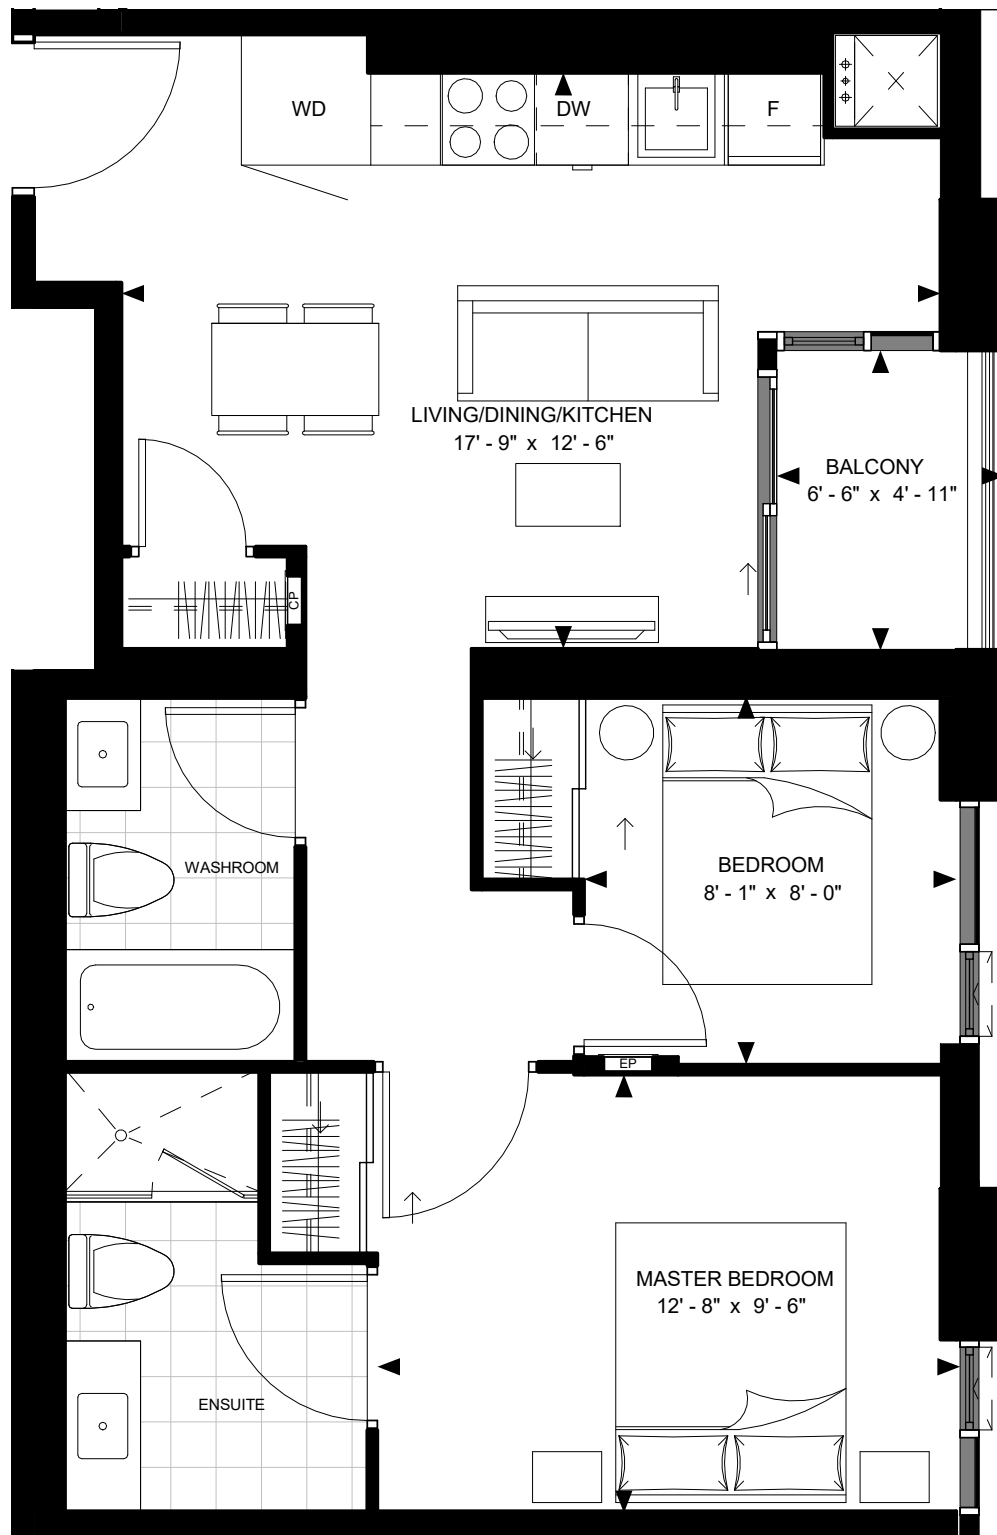 WD
DW
F
LIVING/DINING/KITCHEN
17' - 9" x 12' - 6"
BALCONY
6' - 6" x 4' - 11"
CP
WASHROOM
BEDROOM
8' - 1" x 8' - 0"
EP
MASTER BEDROOM
12' - 8" x 9' - 6"
ENSUITE